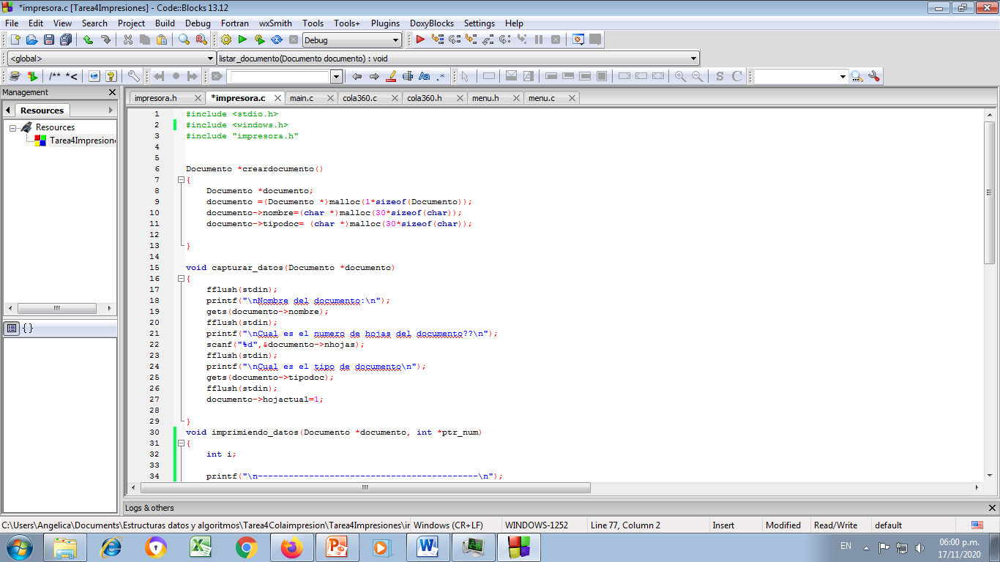 *impresora.c [Tarea4Impresiones] - Code::Blocks 13.12
File Edit View Search Project Build Debug Fortran wxSmith Tools Tools+ Plugins DoxyBlocks Settings Help
Debug
<global> listar_documento(Documento documento) : void
/** *<
Aa .*
S C
Management
impresora.h *impresora.c main.c cola360.c cola360.h menu.h menu.c
Resources
Resources
Tarea4Impresion
{}
1 #include <stdio.h>
2 #include <windows.h>
3 #include "impresora.h"
4
5
6 Documento *creardocumento()
7 {
8 Documento *documento;
9 documento =(Documento *)malloc(1*sizeof(Documento));
10 documento->nombre=(char *)malloc(30*sizeof(char));
11 documento->tipodoc= (char *)malloc(30*sizeof(char));
12
13 }
14
15 void capturar_datos(Documento *documento)
16 {
17 fflush(stdin);
18 printf("\nNombre del documento:\n");
19 gets(documento->nombre);
20 fflush(stdin);
21 printf("\nCual es el numero de hojas del documento??\n");
22 scanf("%d",&documento->nhojas);
23 fflush(stdin);
24 printf("\nCual es el tipo de documento\n");
25 gets(documento->tipodoc);
26 fflush(stdin);
27 documento->hojactual=1;
28
29 }
30 void imprimiendo_datos(Documento *documento, int *ptr_num)
31 {
32 int i;
33
34 printf("\n-------------------------------------------\n");
Logs & others
C:\Users\Angelica\Documents\Estructuras datos y algoritmos\Tarea4Colaimpresion\Tarea4Impresiones\in Windows (CR+LF) WINDOWS-1252 Line 77, Column 2 Insert Modified Read/Write default
EN 06:00 p.m.
17/11/2020